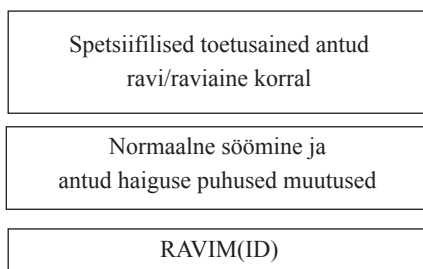 Spetsiifilised toetusained antud
ravi/raviaine korral
Normaalne söömine ja
antud haiguse puhused muutused
RAVIM(ID)